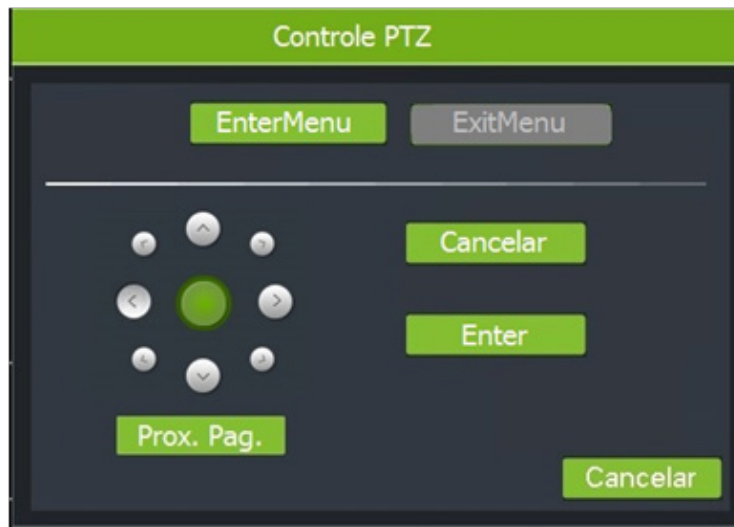 Controle PTZ
EnterMenu ExitMenu
Cancelar
Enter
Prox. Pag.
Cancelar